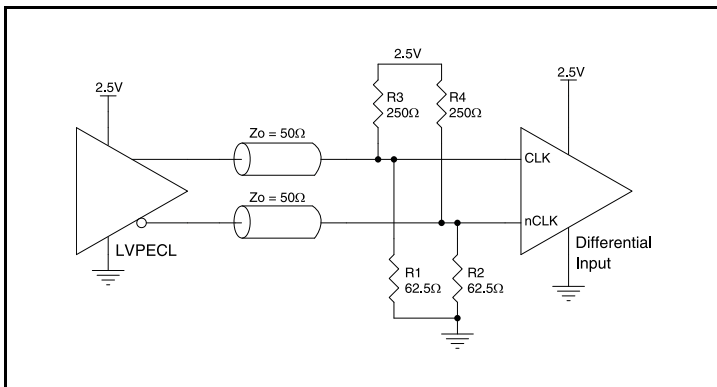 2.5V
2.5V
2.5V
R3
250Ω
R4
250Ω
Zo = 50Ω
CLK
Zo = 50Ω
nCLK
LVPECL
Differential
Input
R1
62.5Ω
R2
62.5Ω